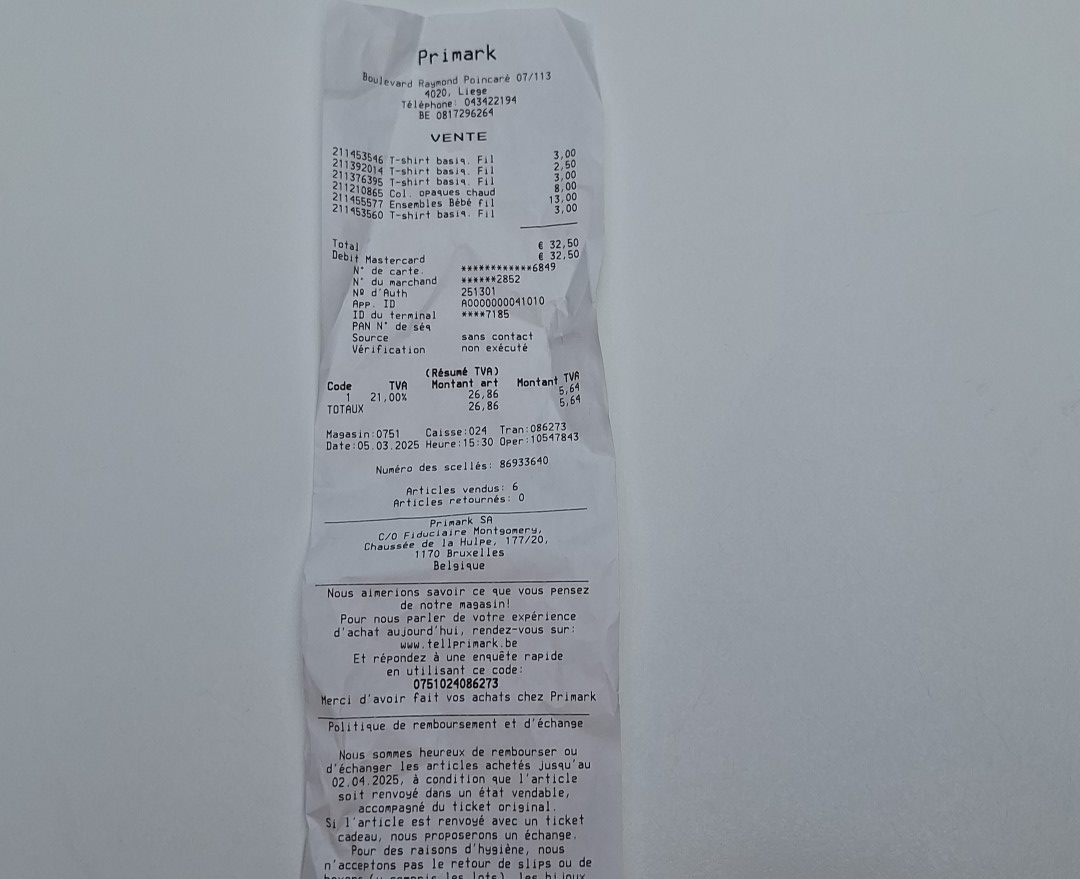 Primark
Boulevard Raymond Poincaré 07/113
4020, Liege
Téléphone: 043422194
BE 0817296264
VENTE
211453546 T-shirt basiq. Fil 3,00
211392014 T-shirt basiq. Fil 2,50
211376395 T-shirt basiq. Fil 3,00
211210865 Col. opaques chaud 8,00
211455577 Ensembles Bébé fil 13,00
211453560 T-shirt basiq. Fil 3,00
Total € 32,50
Debit Mastercard € 32,50
N° de carte. ************6849
N° du marchand ******2852
Nº d'Auth 251301
App. ID A0000000041010
ID du terminal ****7185
PAN N° de séq
Source sans contact
Vérification non exécuté
(Résumé TVA)
Code TVA Montant art Montant TVA
1 21,00% 26,86 5,64
TOTAUX 26,86 5,64
Magasin:0751 Caisse:024 Tran:086273
Date:05.03.2025 Heure:15:30 Oper:10547843
Numéro des scellés: 86933640
Articles vendus: 6
Articles retournés: 0
Primark SA
C/O Fiduciaire Montgomery,
Chaussée de la Hulpe, 177/20,
1170 Bruxelles
Belgique
Nous aimerions savoir ce que vous pensez
de notre magasin!
Pour nous parler de votre expérience
d'achat aujourd'hui, rendez-vous sur:
www.tellprimark.be
Et répondez à une enquête rapide
en utilisant ce code:
0751024086273
Merci d'avoir fait vos achats chez Primark
Politique de remboursement et d'échange
Nous sommes heureux de rembourser ou
d'échanger les articles achetés jusqu'au
02.04.2025, à condition que l'article
soit renvoyé dans un état vendable,
accompagné du ticket original.
Si l'article est renvoyé avec un ticket
cadeau, nous proposerons un échange.
Pour des raisons d'hygiène, nous
n'acceptons pas le retour de slips ou de
(y compris les lots), les bijoux